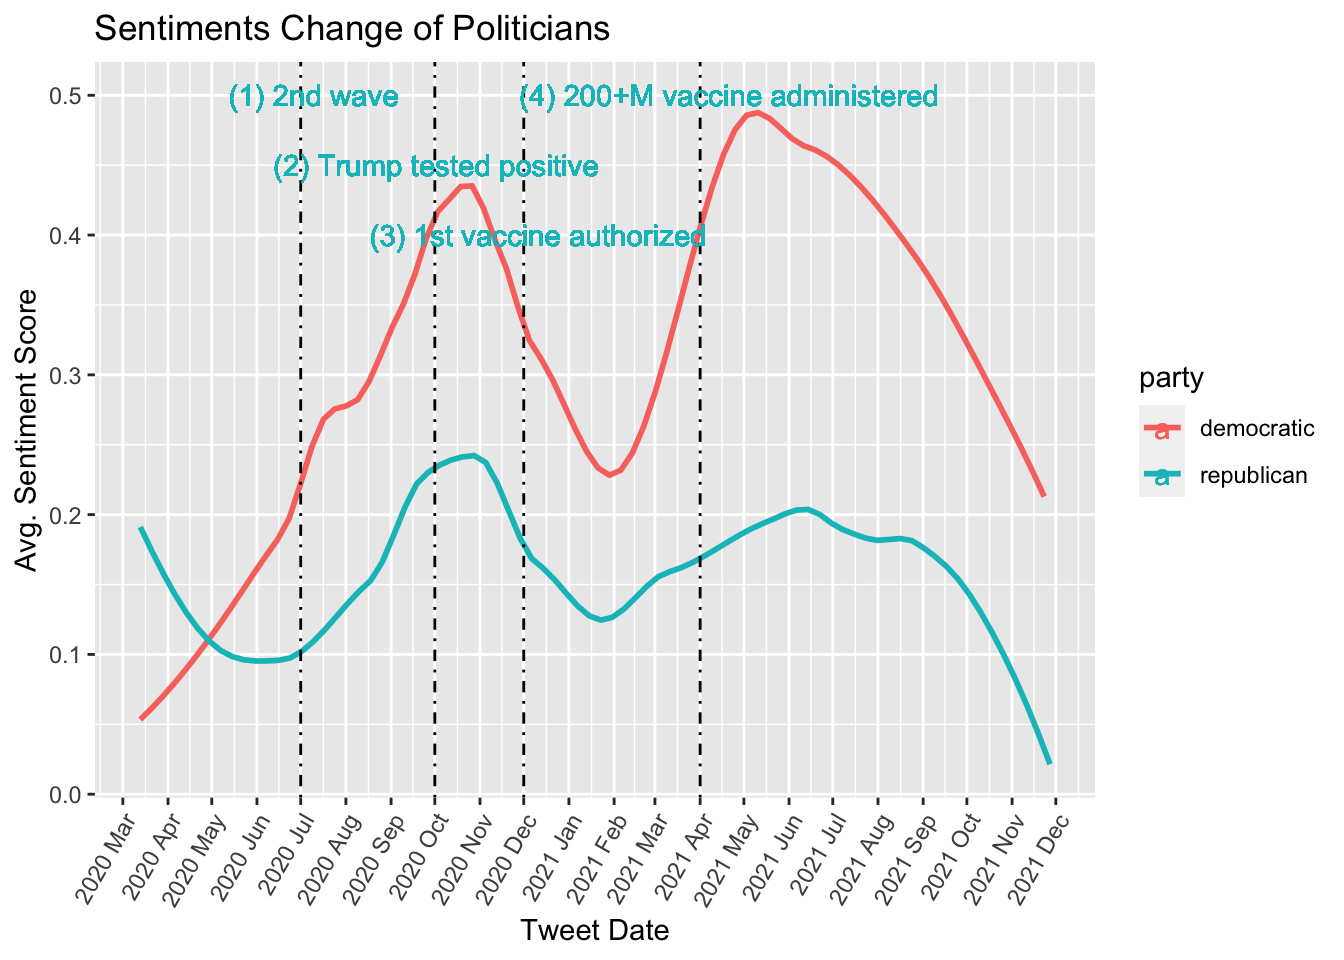 Sentiments Change of Politicians
Avg. Sentiment Score
0.5
0.4
0.3
0.2
0.1
0.0
(1) 2nd wave
(4) 200+M vaccine administered
(2) Trump tested positive
(3) 1st vaccine authorized
2020 Mar
2020 Apr
2020 May
2020 Jun
2020 Jul
2020 Aug
2020 Sep
2020 Oct
2020 Nov
2020 Dec
2021 Jan
2021 Feb
2021 Mar
2021 Apr
2021 May
2021 Jun
2021 Jul
2021 Aug
2021 Sep
2021 Oct
2021 Nov
2021 Dec
Tweet Date
party
a democratic
a republican